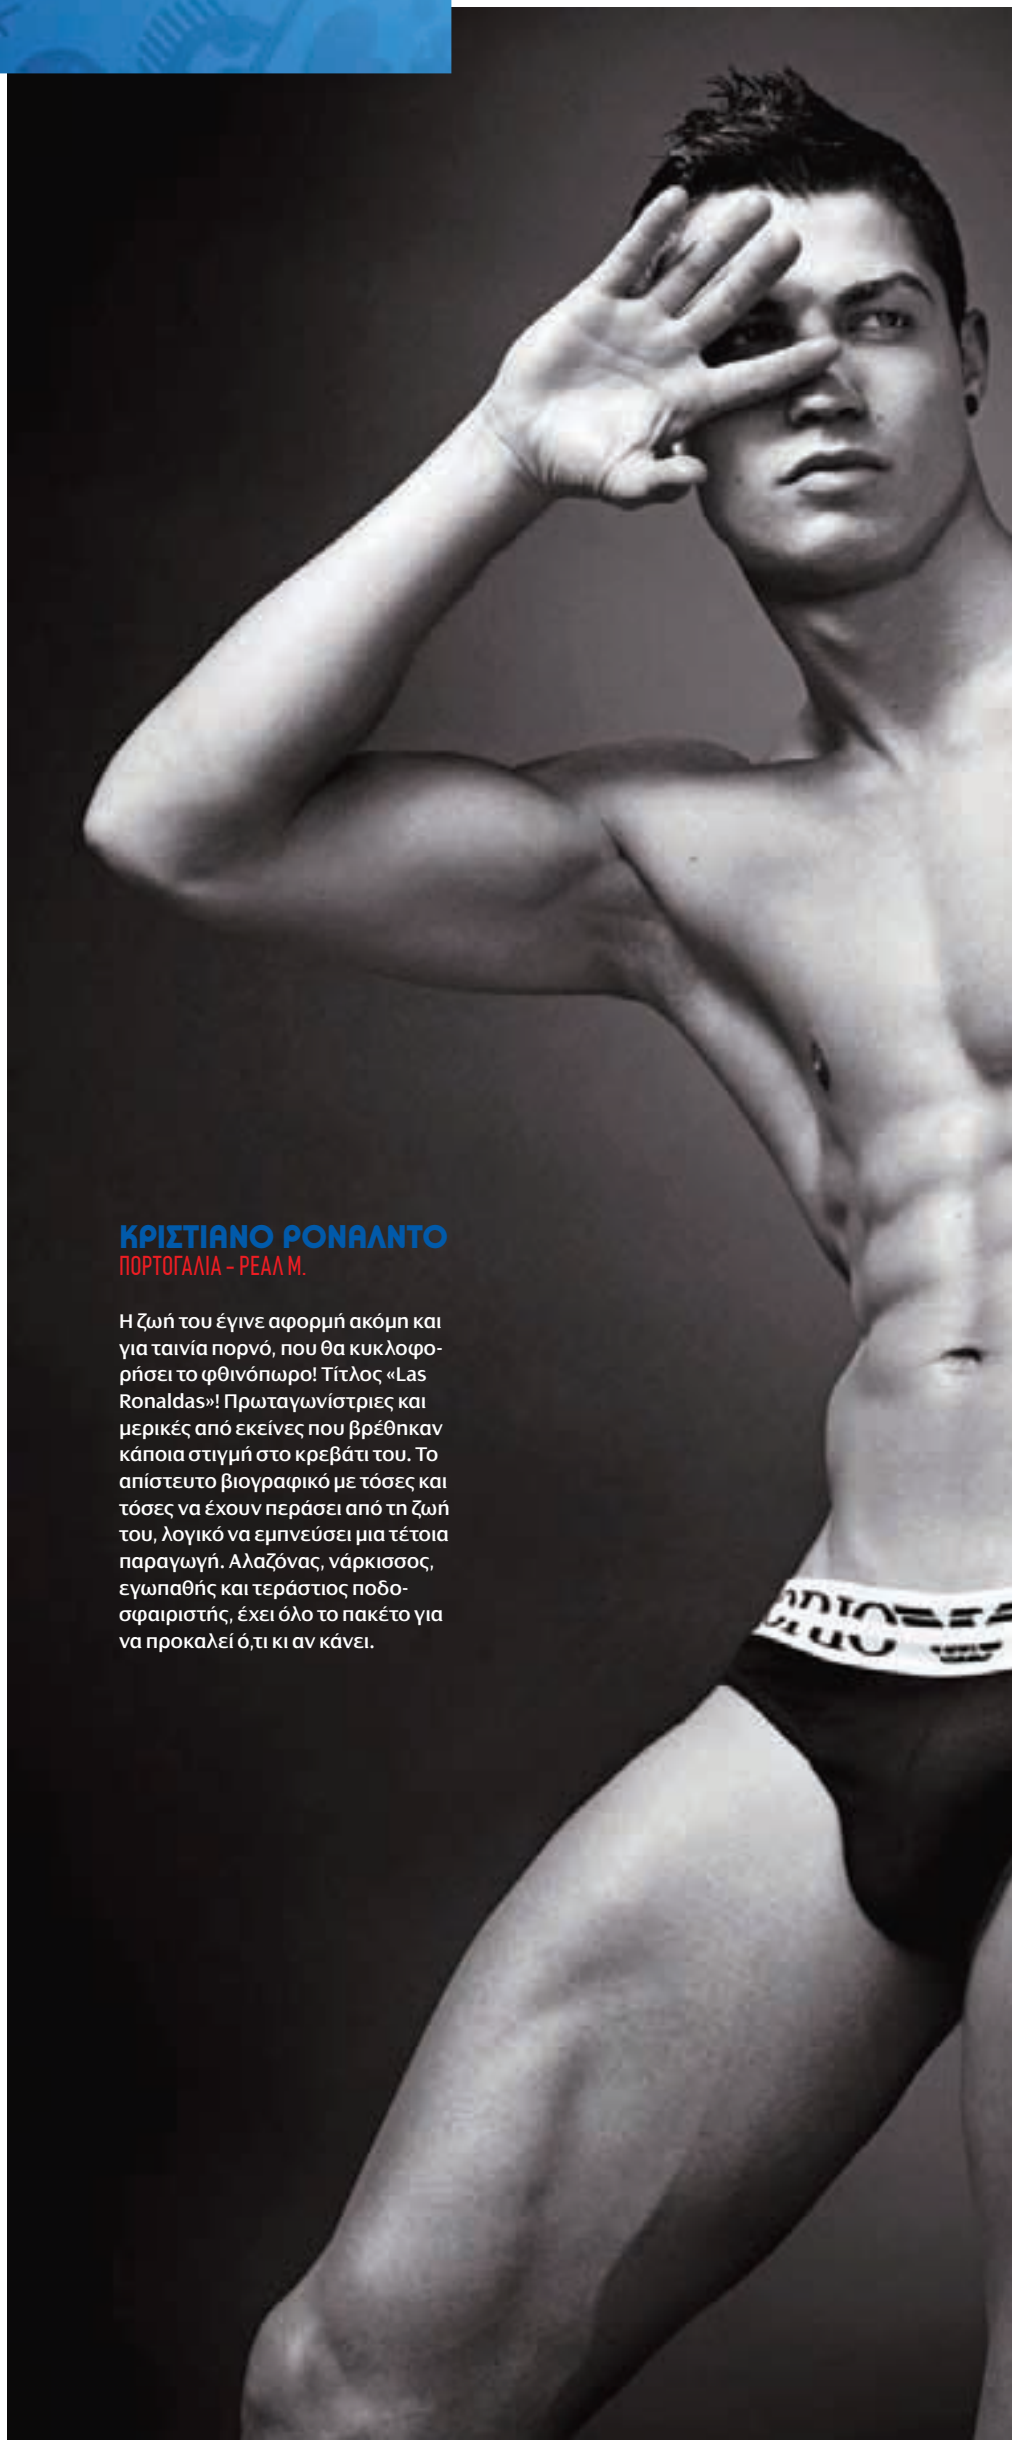 ΚΡΙΣΤΙΑΝΟ ΡΟΝΑΛΝΤΟ
ΠΟΡΤΟΓΑΛΙΑ - ΡΕΑΛ Μ.
Η ζωή του έγινε αφορμή ακόμη και
για ταινία πορνό, που θα κυκλοφο-
ρήσει το φθινόπωρο! Τίτλος «Las
Ronaldas»! Πρωταγωνίστριες και
μερικές από εκείνες που βρέθηκαν
κάποια στιγμή στο κρεβάτι του. Το
απίστευτο βιογραφικό με τόσες και
τόσες να έχουν περάσει από τη ζωή
του, λογικό να εμπνεύσει μια τέτοια
παραγωγή. Αλαζόνας, νάρκισσος,
εγωπαθής και τεράστιος ποδο-
σφαιριστής, έχει όλο το πακέτο για
να προκαλεί ό,τι κι αν κάνει.